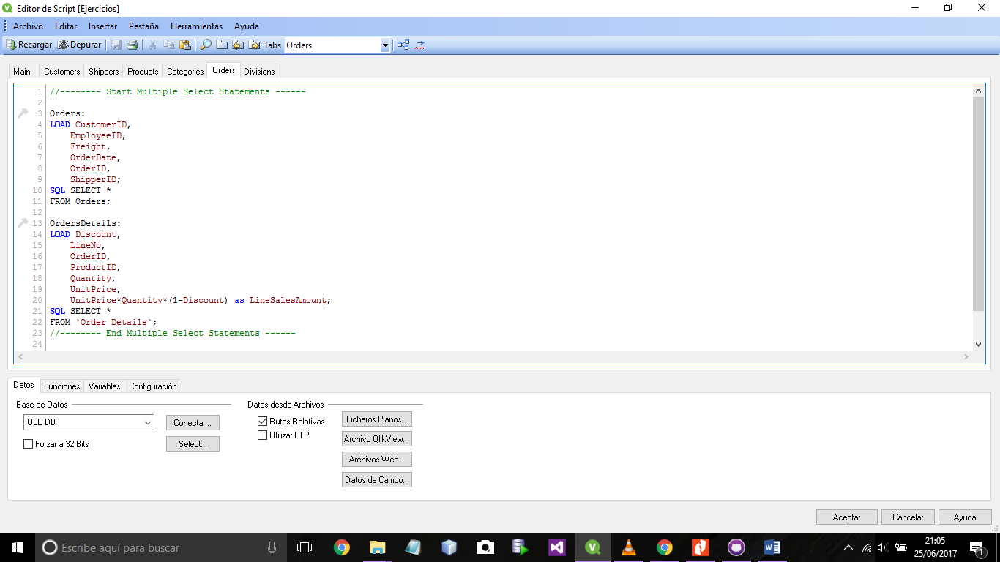 Editor de Script [Ejercicios]
Archivo Editar Insertar Pestaña Herramientas Ayuda
Recargar Depurar Tabs Orders
Main Customers Shippers Products Categories Orders Divisions
1 //-------- Start Multiple Select Statements ------
2
3 Orders:
4 LOAD CustomerID,
5 EmployeeID,
6 Freight,
7 OrderDate,
8 OrderID,
9 ShipperID;
10 SQL SELECT *
11 FROM Orders;
12
13 OrdersDetails:
14 LOAD Discount,
15 LineNo,
16 OrderID,
17 ProductID,
18 Quantity,
19 UnitPrice,
20 UnitPrice*Quantity*(1-Discount) as LineSalesAmount;
21 SQL SELECT *
22 FROM `Order Details`;
23 //-------- End Multiple Select Statements ------
24
Datos Funciones Variables Configuración
Base de Datos
OLE DB Conectar...
Forzar a 32 Bits Select...
Datos desde Archivos
Rutas Relativas Ficheros Planos...
Utilizar FTP Archivo QlikView...
Archivos Web...
Datos de Campo...
Aceptar Cancelar Ayuda
Escribe aquí para buscar
21:05
25/06/2017
1